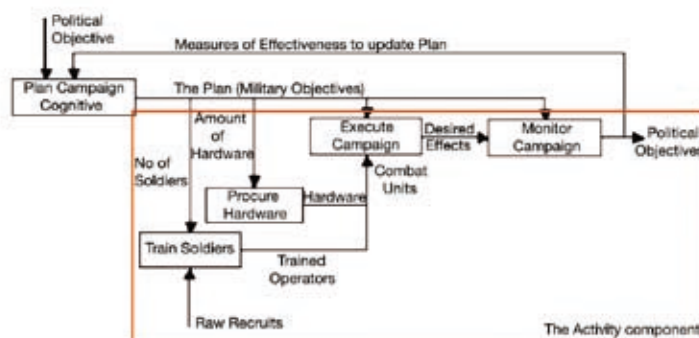 Political
Objective
Measures of Effectiveness to update Plan
Plan Campaign
Cognitive
The Plan (Military Objectives)
Amount
of
Hardware
Execute
Campaign
Desired
Effects
Monitor
Campaign
Political
Objectives
No of
Soldiers
Combat
Units
Procure
Hardware
Hardware
Train Soldiers
Trained
Operators
Raw Recruits
The Activity component